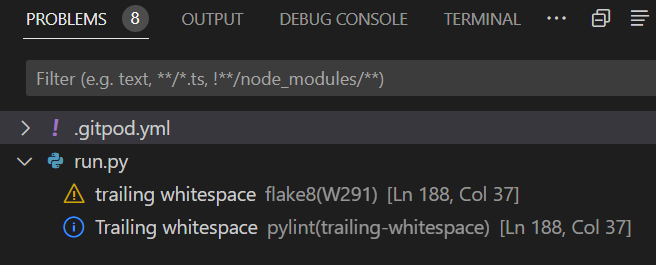 PROBLEMS 8 OUTPUT DEBUG CONSOLE TERMINAL ...
Filter (e.g. text, **/*.ts, !**/node_modules/**)
! .gitpod.yml
run.py
trailing whitespace flake8(W291) [Ln 188, Col 37]
Trailing whitespace pylint(trailing-whitespace) [Ln 188, Col 37]